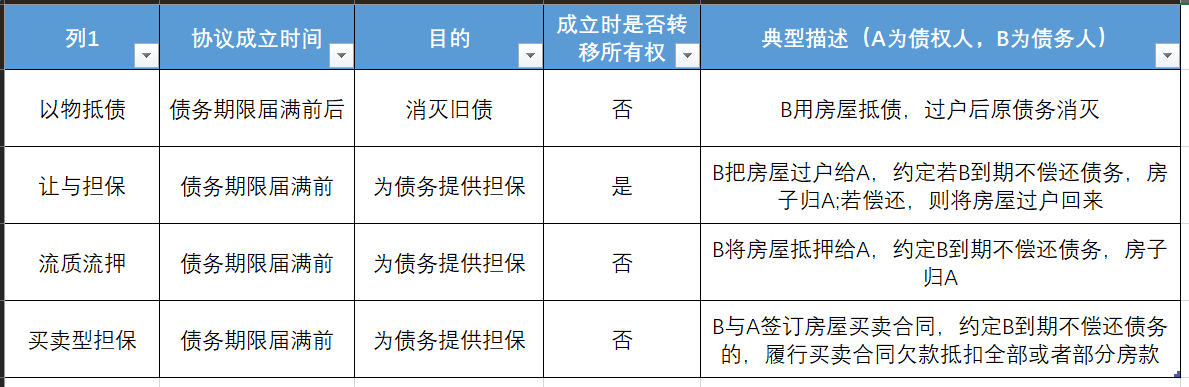 列1
协议成立时间
目的
成立时是否转
移所有权
典型描述（A为债权人，B为债务人）
以物抵债
债务期限届满前后
消灭旧债
否
B用房屋抵债，过户后原债务消灭
让与担保
债务期限届满前
为债务提供担保
是
B把房屋过户给A，约定若B到期不偿还债务，房
子归A;若偿还，则将房屋过户回来
流质流押
债务期限届满前
为债务提供担保
否
B将房屋抵押给A，约定B到期不偿还债务，房子
归A
买卖型担保
债务期限届满前
为债务提供担保
否
B与A签订房屋买卖合同，约定B到期不偿还债务
的，履行买卖合同欠款抵扣全部或者部分房款